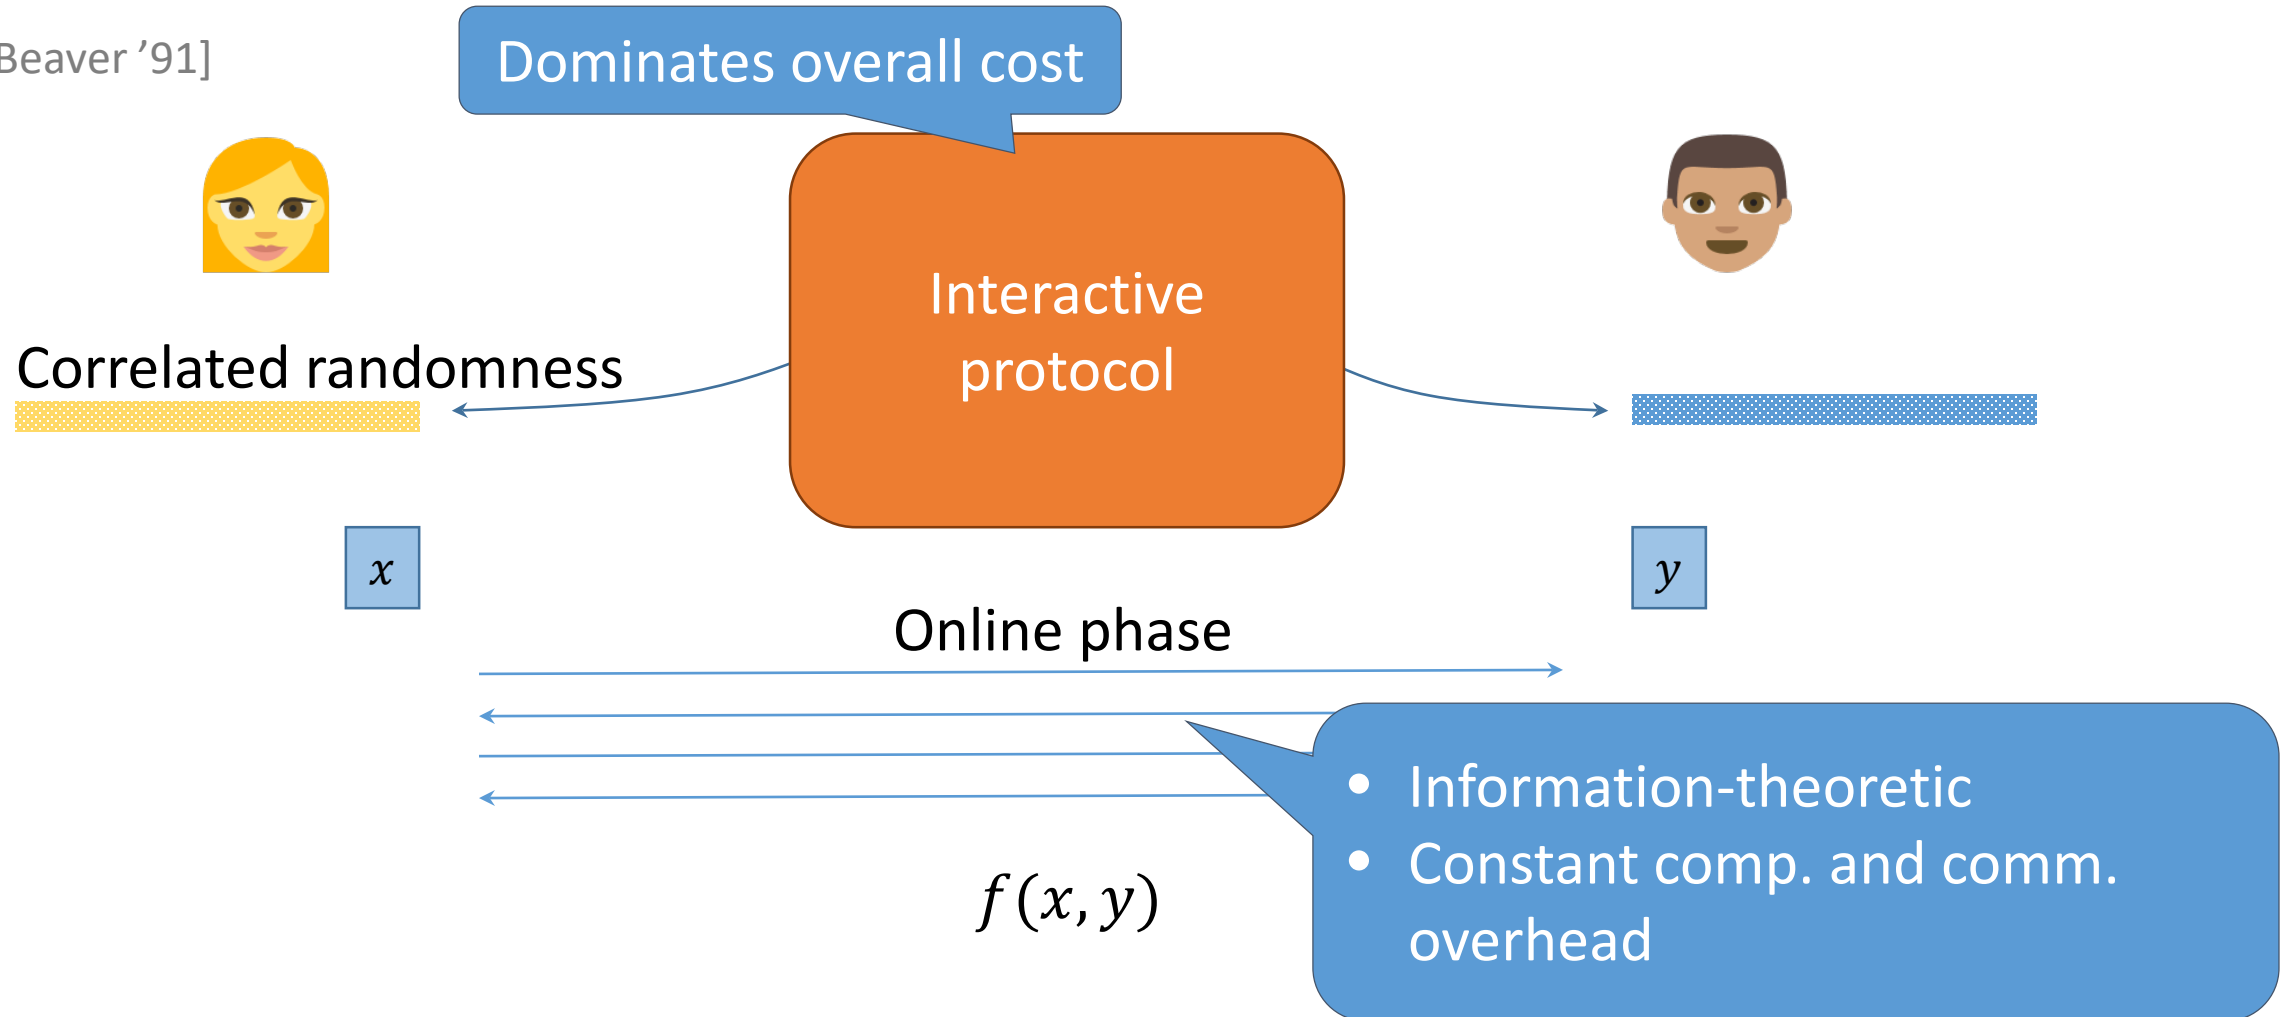 Beaver ’91]
Dominates overall cost
Interactive
protocol
Correlated randomness
x
y
Online phase
• Information-theoretic
• Constant comp. and comm.
overhead
f(x, y)